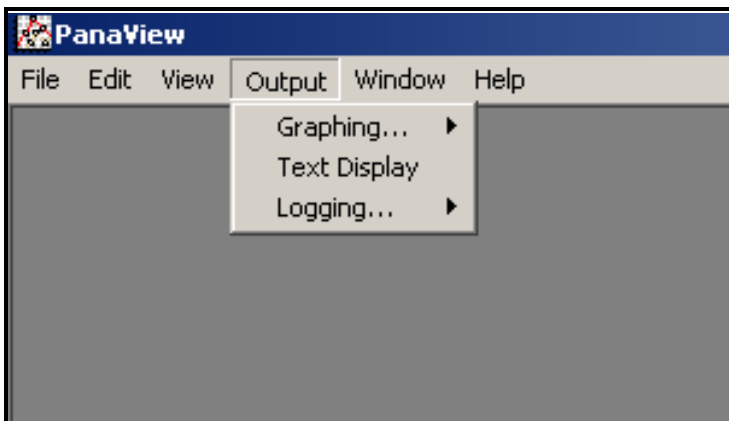 PanaView
File Edit View Output Window Help
Graphing...
Text Display
Logging...